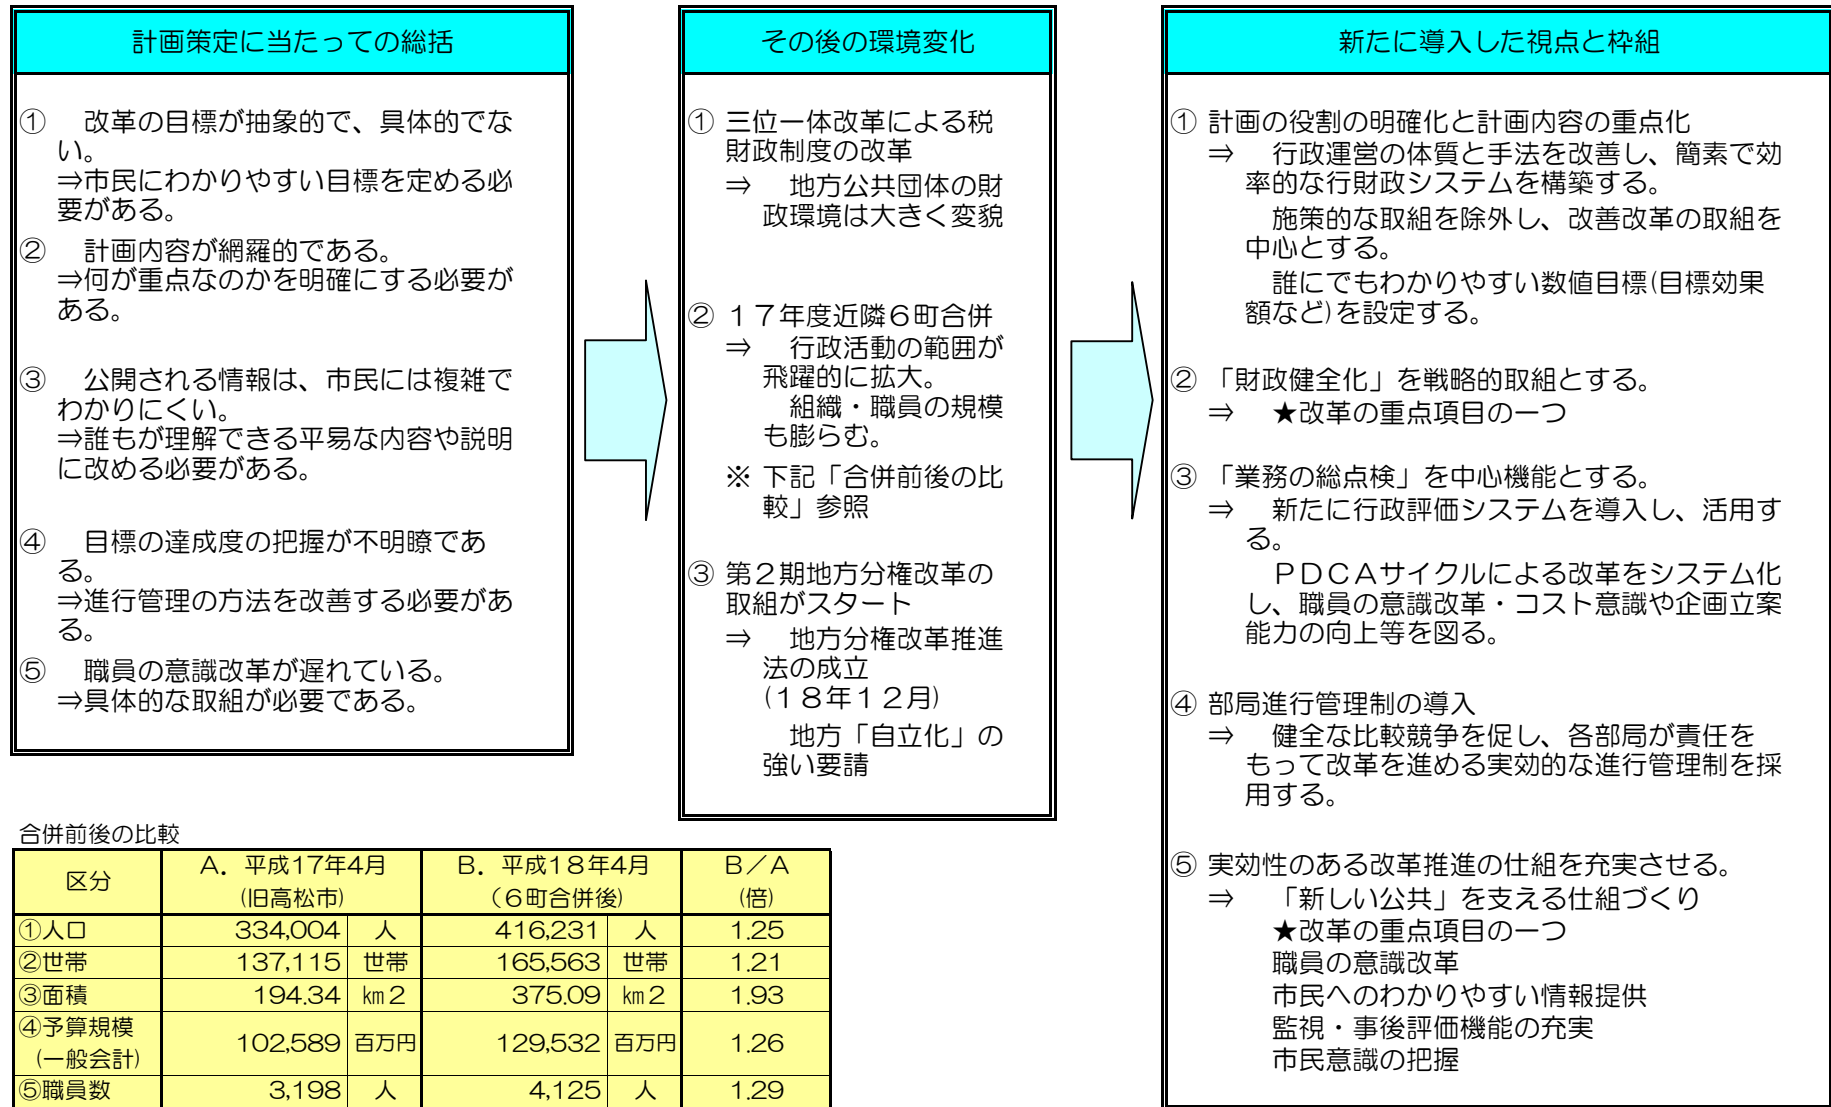 計画策定に当たっての総括
① 改革の目標が抽象的で、具体的でな
い。
⇒市民にわかりやすい目標を定める必
要がある。
② 計画内容が網羅的である。
⇒何が重点なのかを明確にする必要が
ある。
③ 公開される情報は、市民には複雑で
わかりにくい。
⇒誰もが理解できる平易な内容や説明
に改める必要がある。
④ 目標の達成度の把握が不明瞭であ
る。
⇒進行管理の方法を改善する必要があ
る。
⑤ 職員の意識改革が遅れている。
⇒具体的な取組が必要である。
その後の環境変化
① 三位一体改革による税
財政制度の改革
⇒ 地方公共団体の財
政環境は大きく変貌
② １７年度近隣６町合併
⇒ 行政活動の範囲が
飛躍的に拡大。
組織・職員の規模
も膨らむ。
※ 下記「合併前後の比
較」参照
③ 第２期地方分権改革の
取組がスタート
⇒ 地方分権改革推進
法の成立
(１８年１２月)
地方「自立化」の
強い要請
新たに導入した視点と枠組
① 計画の役割の明確化と計画内容の重点化
⇒ 行政運営の体質と手法を改善し、簡素で効
率的な行財政システムを構築する。
施策的な取組を除外し、改善改革の取組を
中心とする。
誰にでもわかりやすい数値目標(目標効果
額など)を設定する。
② 「財政健全化」を戦略的取組とする。
⇒ ★改革の重点項目の一つ
③ 「業務の総点検」を中心機能とする。
⇒ 新たに行政評価システムを導入し、活用す
る。
ＰＤＣＡサイクルによる改革をシステム化
し、職員の意識改革・コスト意識や企画立案
能力の向上等を図る。
④ 部局進行管理制の導入
⇒ 健全な比較競争を促し、各部局が責任を
もって改革を進める実効的な進行管理制を採
用する。
⑤ 実効性のある改革推進の仕組を充実させる。
⇒ 「新しい公共」を支える仕組づくり
★改革の重点項目の一つ
職員の意識改革
市民へのわかりやすい情報提供
監視・事後評価機能の充実
市民意識の把握
合併前後の比較
区分 Ａ．平成17年4月 Ｂ．平成１８年4月 Ｂ／Ａ
(旧高松市) （６町合併後) (倍)
①人口 334,004 人 416,231 人 1.25
②世帯 137,115 世帯 165,563 世帯 1.21
③面積 194.34 ㎞２ 375.09 ㎞２ 1.93
④予算規模
(一般会計) 102,589 百万円 129,532 百万円 1.26
⑤職員数 3,198 人 4,125 人 1.29